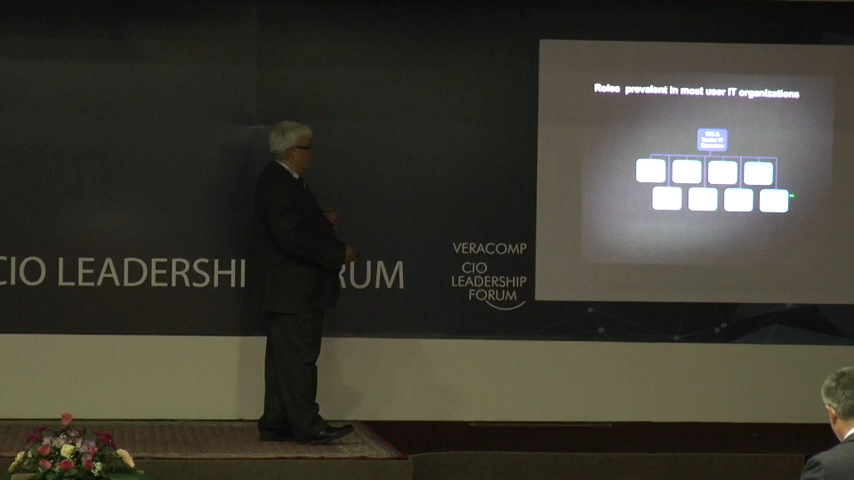 Roles prevalent in most user IT organizations
CIO LEADERSHI RUM
VERACOMP
CIO
LEADERSHIP
FORUM